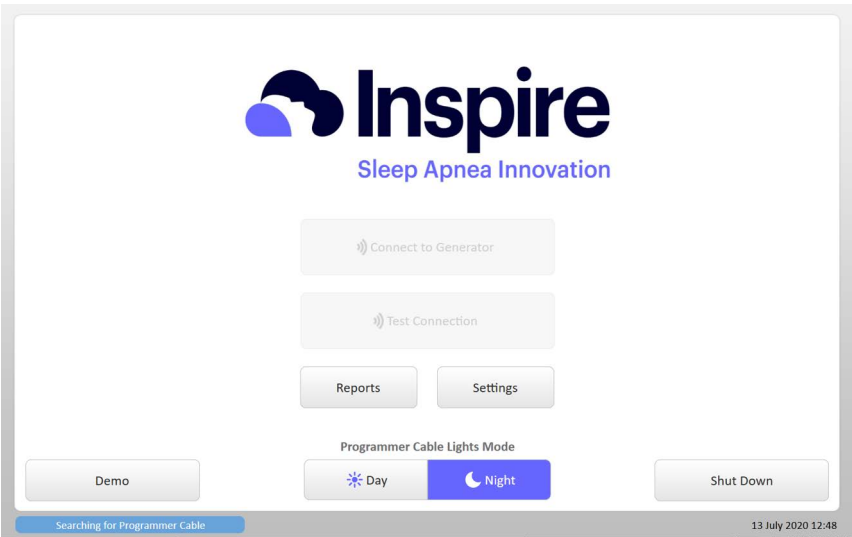 Inspire
Sleep Apnea Innovation
Connect to Generator
Test Connection
Reports Settings
Programmer Cable Lights Mode
Demo Day Night Shut Down
Searching for Programmer Cable 13 July 2020 12:48